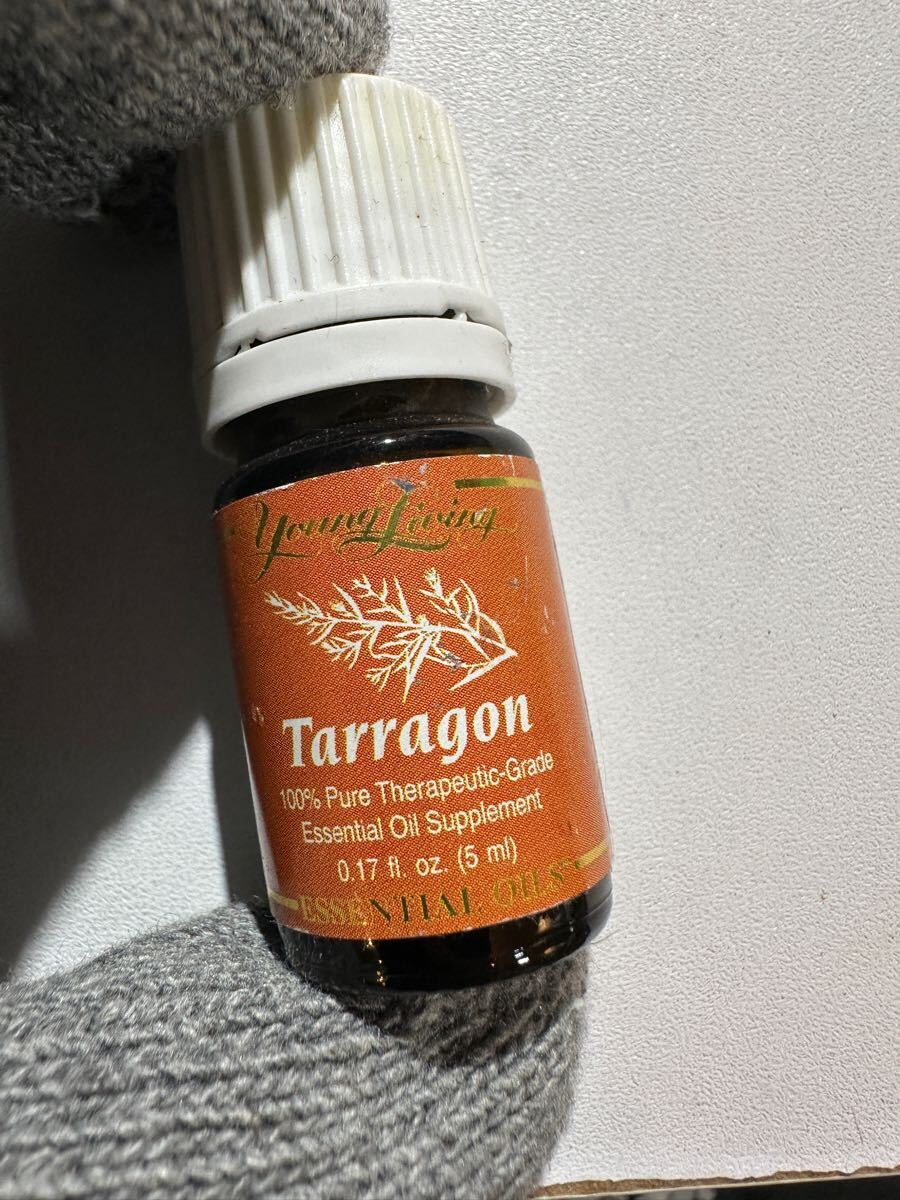 Young Living
Tarragon
100% Pure Therapeutic-Grade
Essential Oil Supplement
0.17 fl. oz. (5 ml)
ESSENTIAL OILS